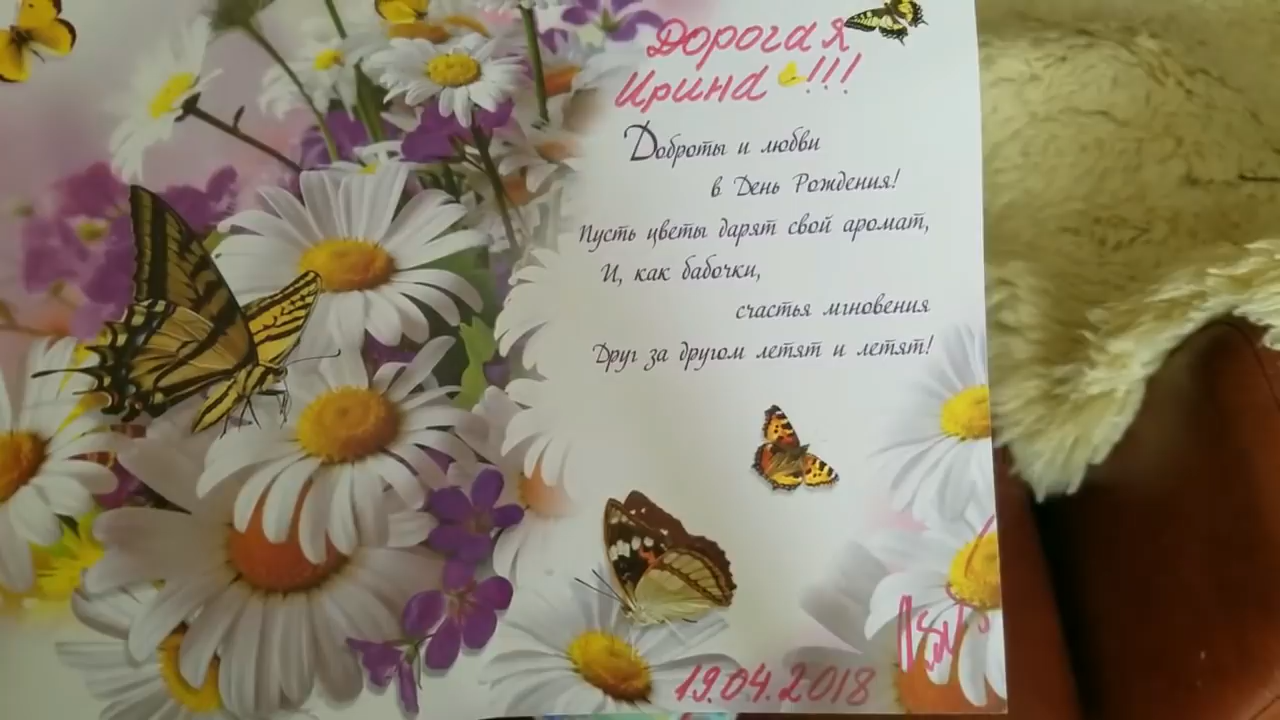 Дорогая
Ирина !!!
Доброты и любви
в День Рождения!
Пусть цветы дарят свой аромат,
И, как бабочки,
счастья мгновения
Друг за другом летят и летят!
19.04.2018